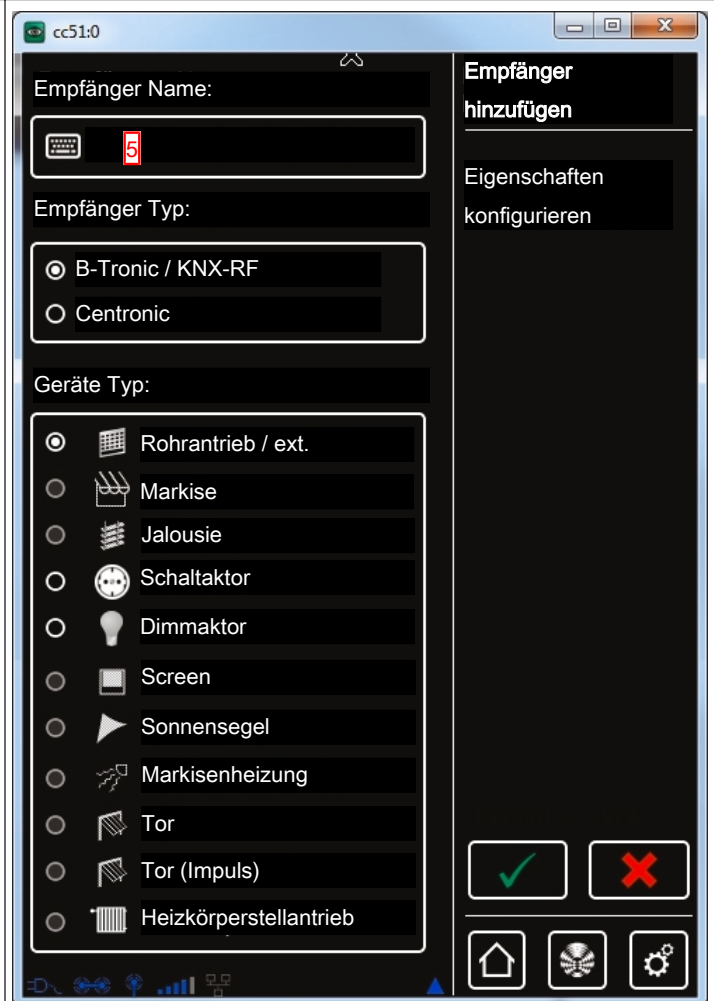 cc51:0
Empfänger Name:
5
Empfänger Typ:
B-Tronic / KNX-RF
Centronic
Geräte Typ:
Rohrantrieb / ext.
Markise
Jalousie
Schaltaktor
Dimmaktor
Screen
Sonnensegel
Markisenheizung
Tor
Tor (Impuls)
Heizkörperstellantrieb
Empfänger
hinzufügen
Eigenschaften
konfigurieren